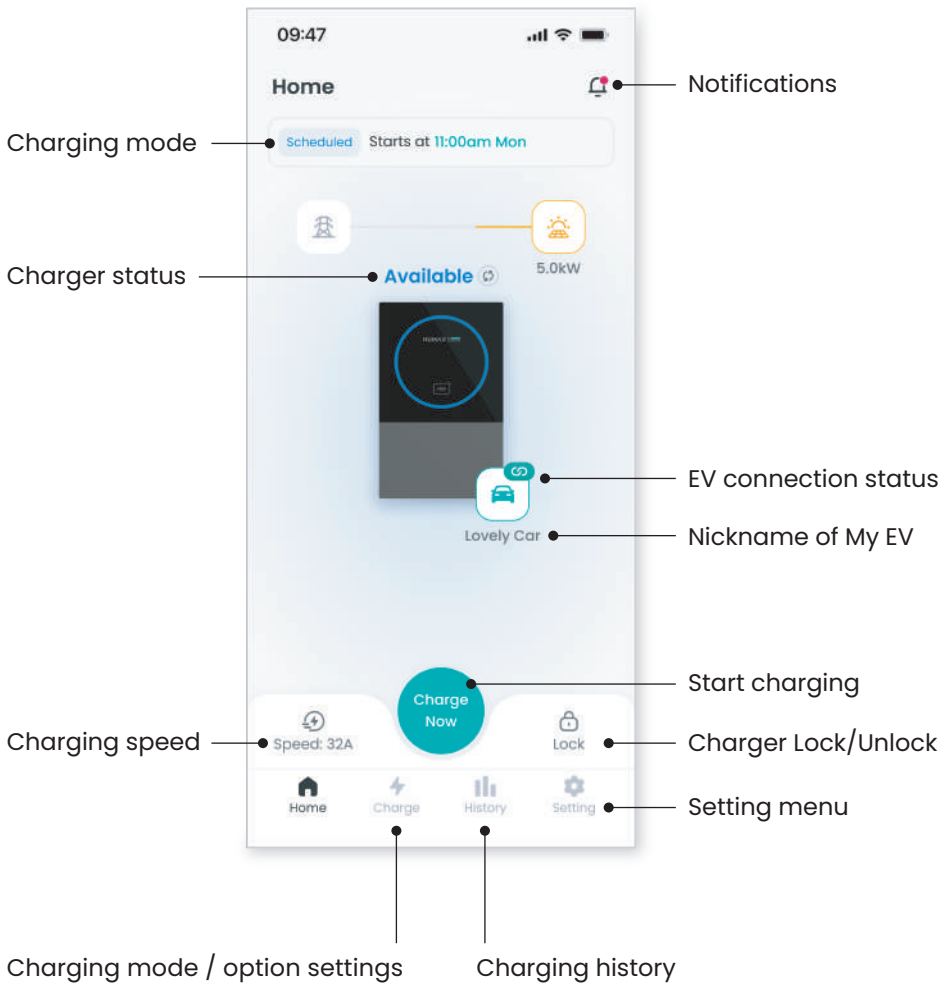 09:47
Home
Notifications
Charging mode
Scheduled Starts at 11:00am Mon
Charger status
Available
5.0kW
HUMAX
EV connection status
Lovely Car
Nickname of My EV
Charge
Now
Start charging
Charging speed
Speed: 32A
Lock
Charger Lock/Unlock
Home
Charge
History
Setting
Setting menu
Charging mode / option settings
Charging history